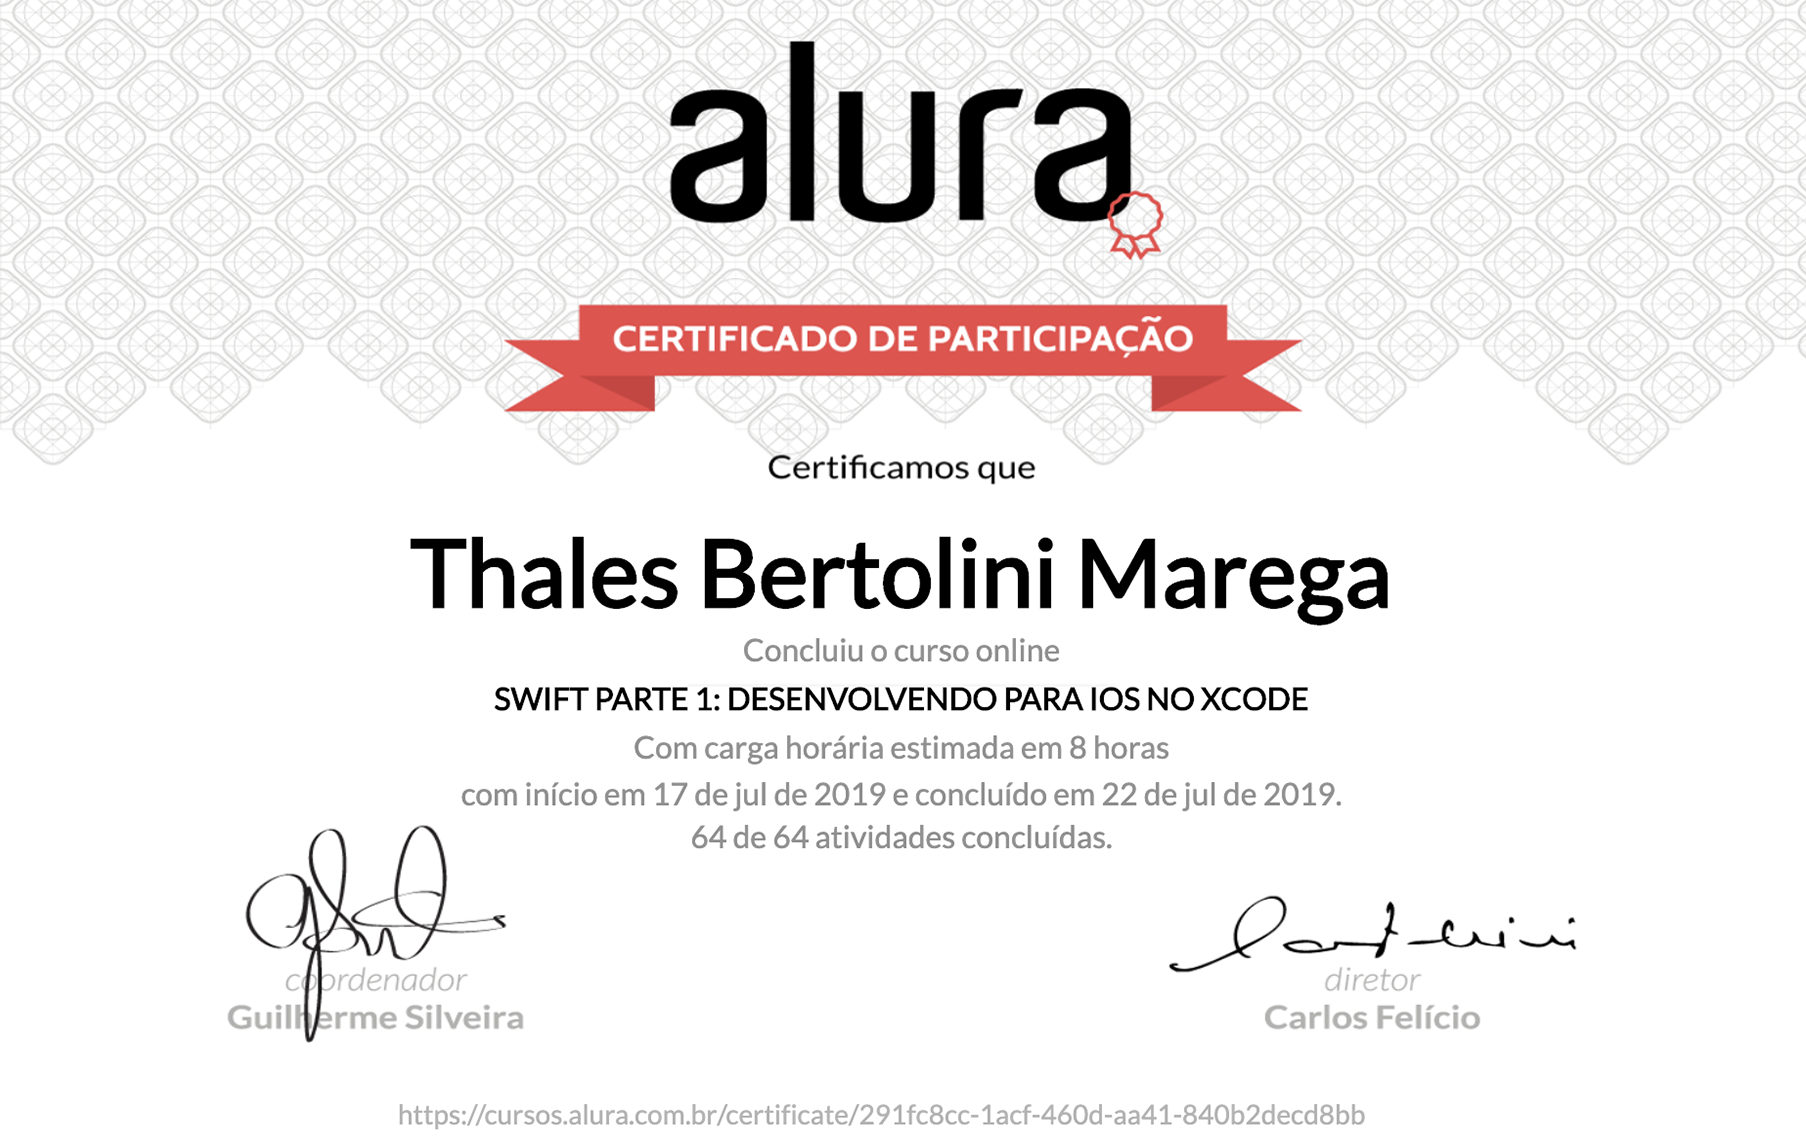 alura
CERTIFICADO DE PARTICIPAÇÃO
Certificamos que
Thales Bertolini Marega
Concluiu o curso online
SWIFT PARTE 1: DESENVOLVENDO PARA IOS NO XCODE
Com carga horária estimada em 8 horas
com início em 17 de jul de 2019 e concluído em 22 de jul de 2019.
64 de 64 atividades concluídas.
coordenador
Guilherme Silveira
diretor
Carlos Felício
https://cursos.alura.com.br/certificate/291fc8cc-1acf-460d-aa41-840b2decd8bb